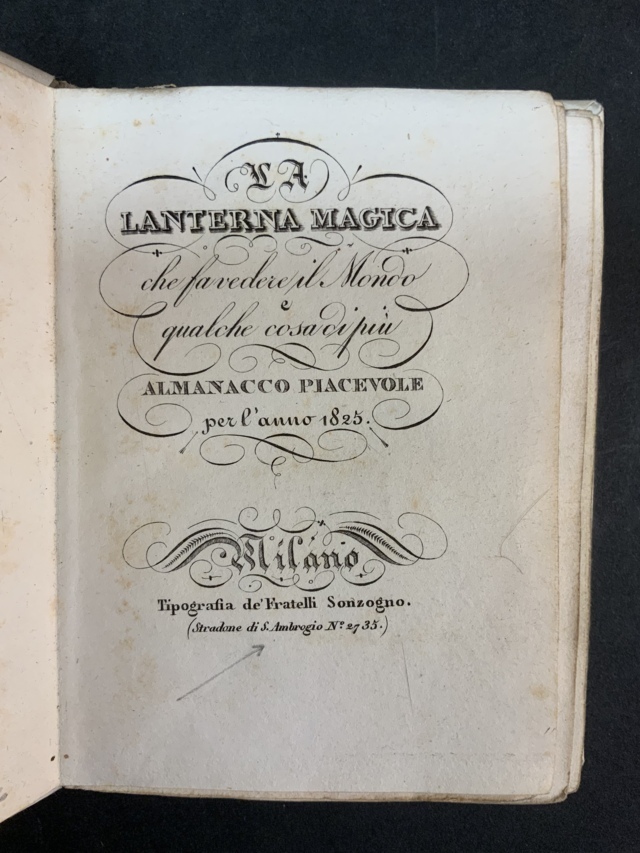 LA
LANTERNA MAGICA
che fa vedere il Mondo
e
qualche cosa di più
ALMANACCO PIACEVOLE
per l'anno 1825.
Milano
Tipografia de' Fratelli Sonzogno.
(Stradone di S. Ambrogio N.º 2735.)